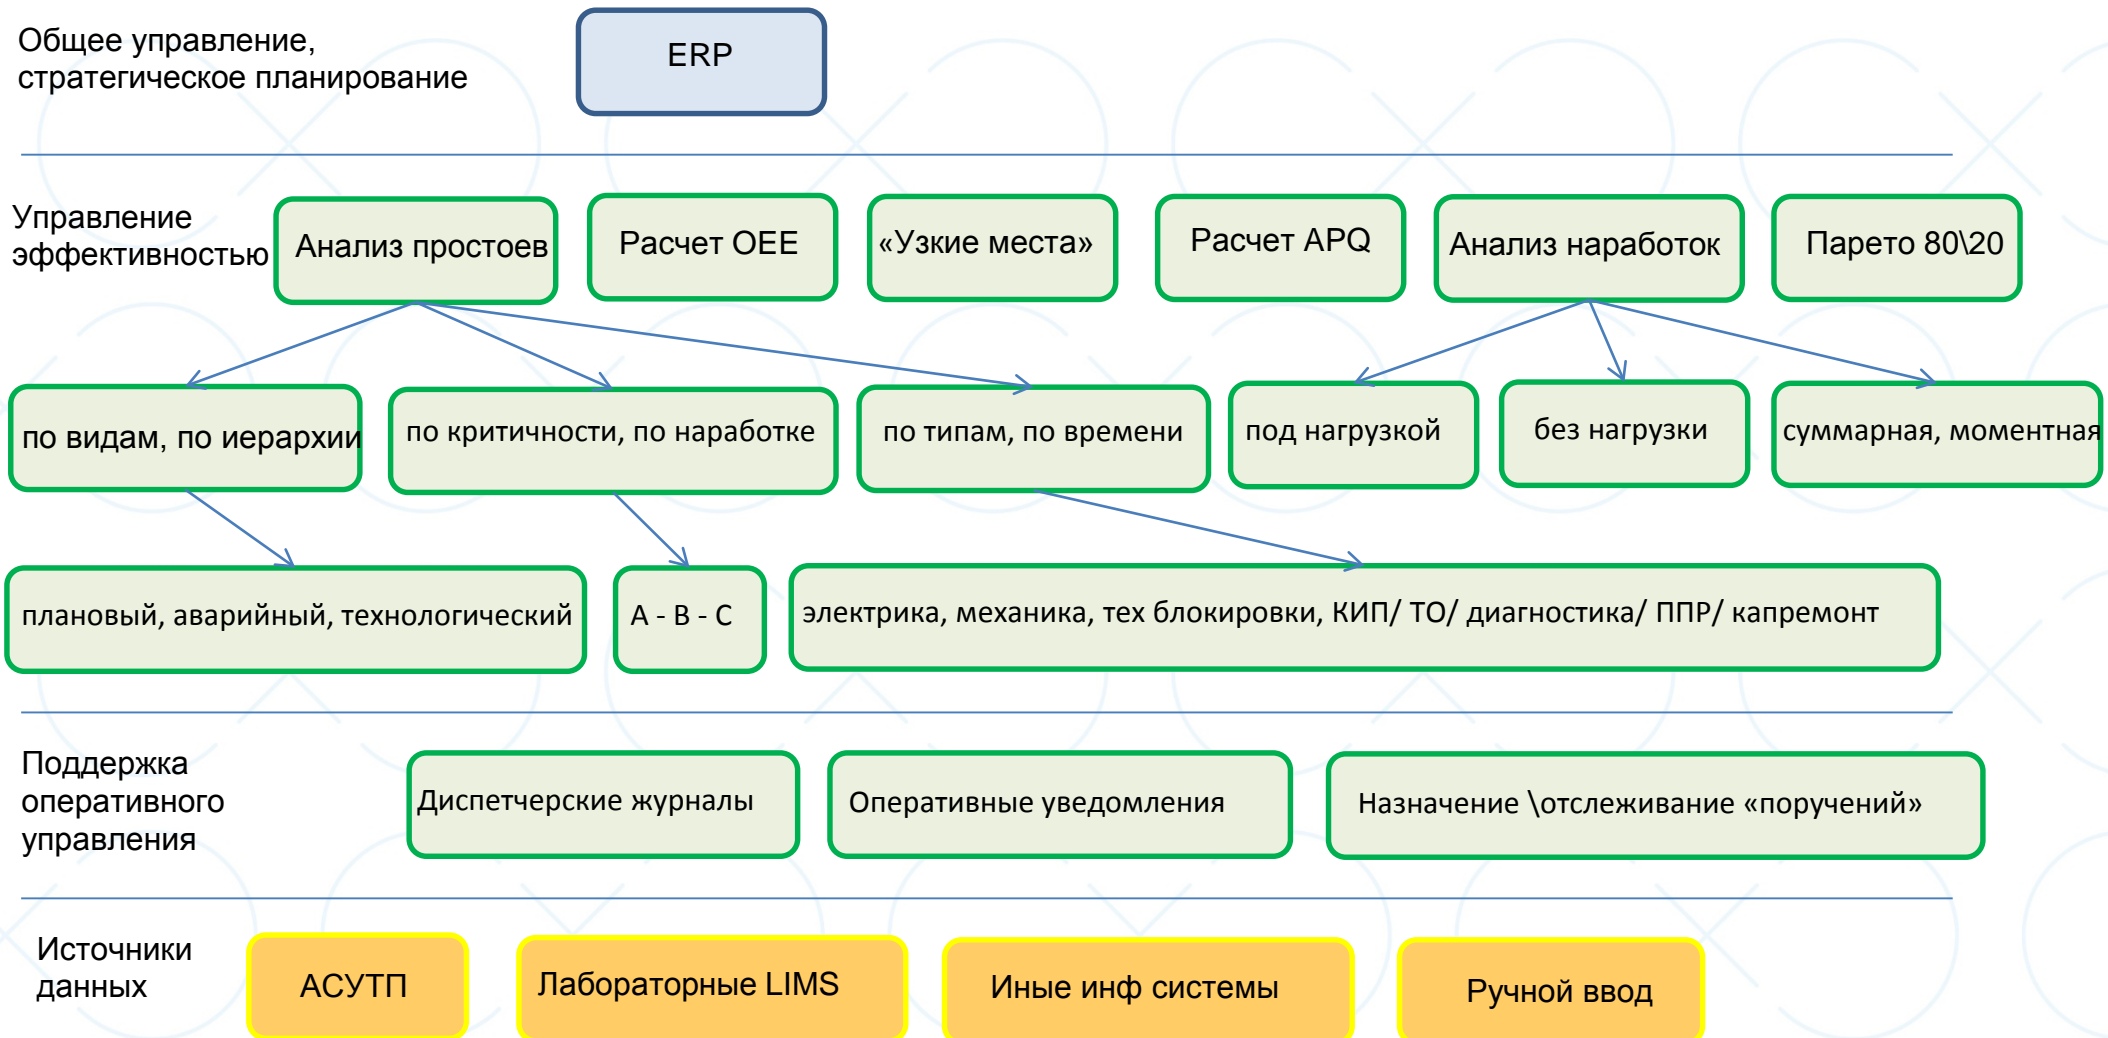 Общее управление,
стратегическое планирование
ERP
Управление
эффективностью
Анализ простоев
Расчет OEE
«Узкие места»
Расчет APQ
Анализ наработок
Парето 80\20
по видам, по иерархии
по критичности, по наработке
по типам, по времени
под нагрузкой
без нагрузки
суммарная, моментная
плановый, аварийный, технологический
A - B - C
электрика, механика, тех блокировки, КИП/ ТО/ диагностика/ ППР/ капремонт
Поддержка
оперативного
управления
Диспетчерские журналы
Оперативные уведомления
Назначение \отслеживание «поручений»
Источники
данных
АСУТП
Лабораторные LIMS
Иные инф системы
Ручной ввод